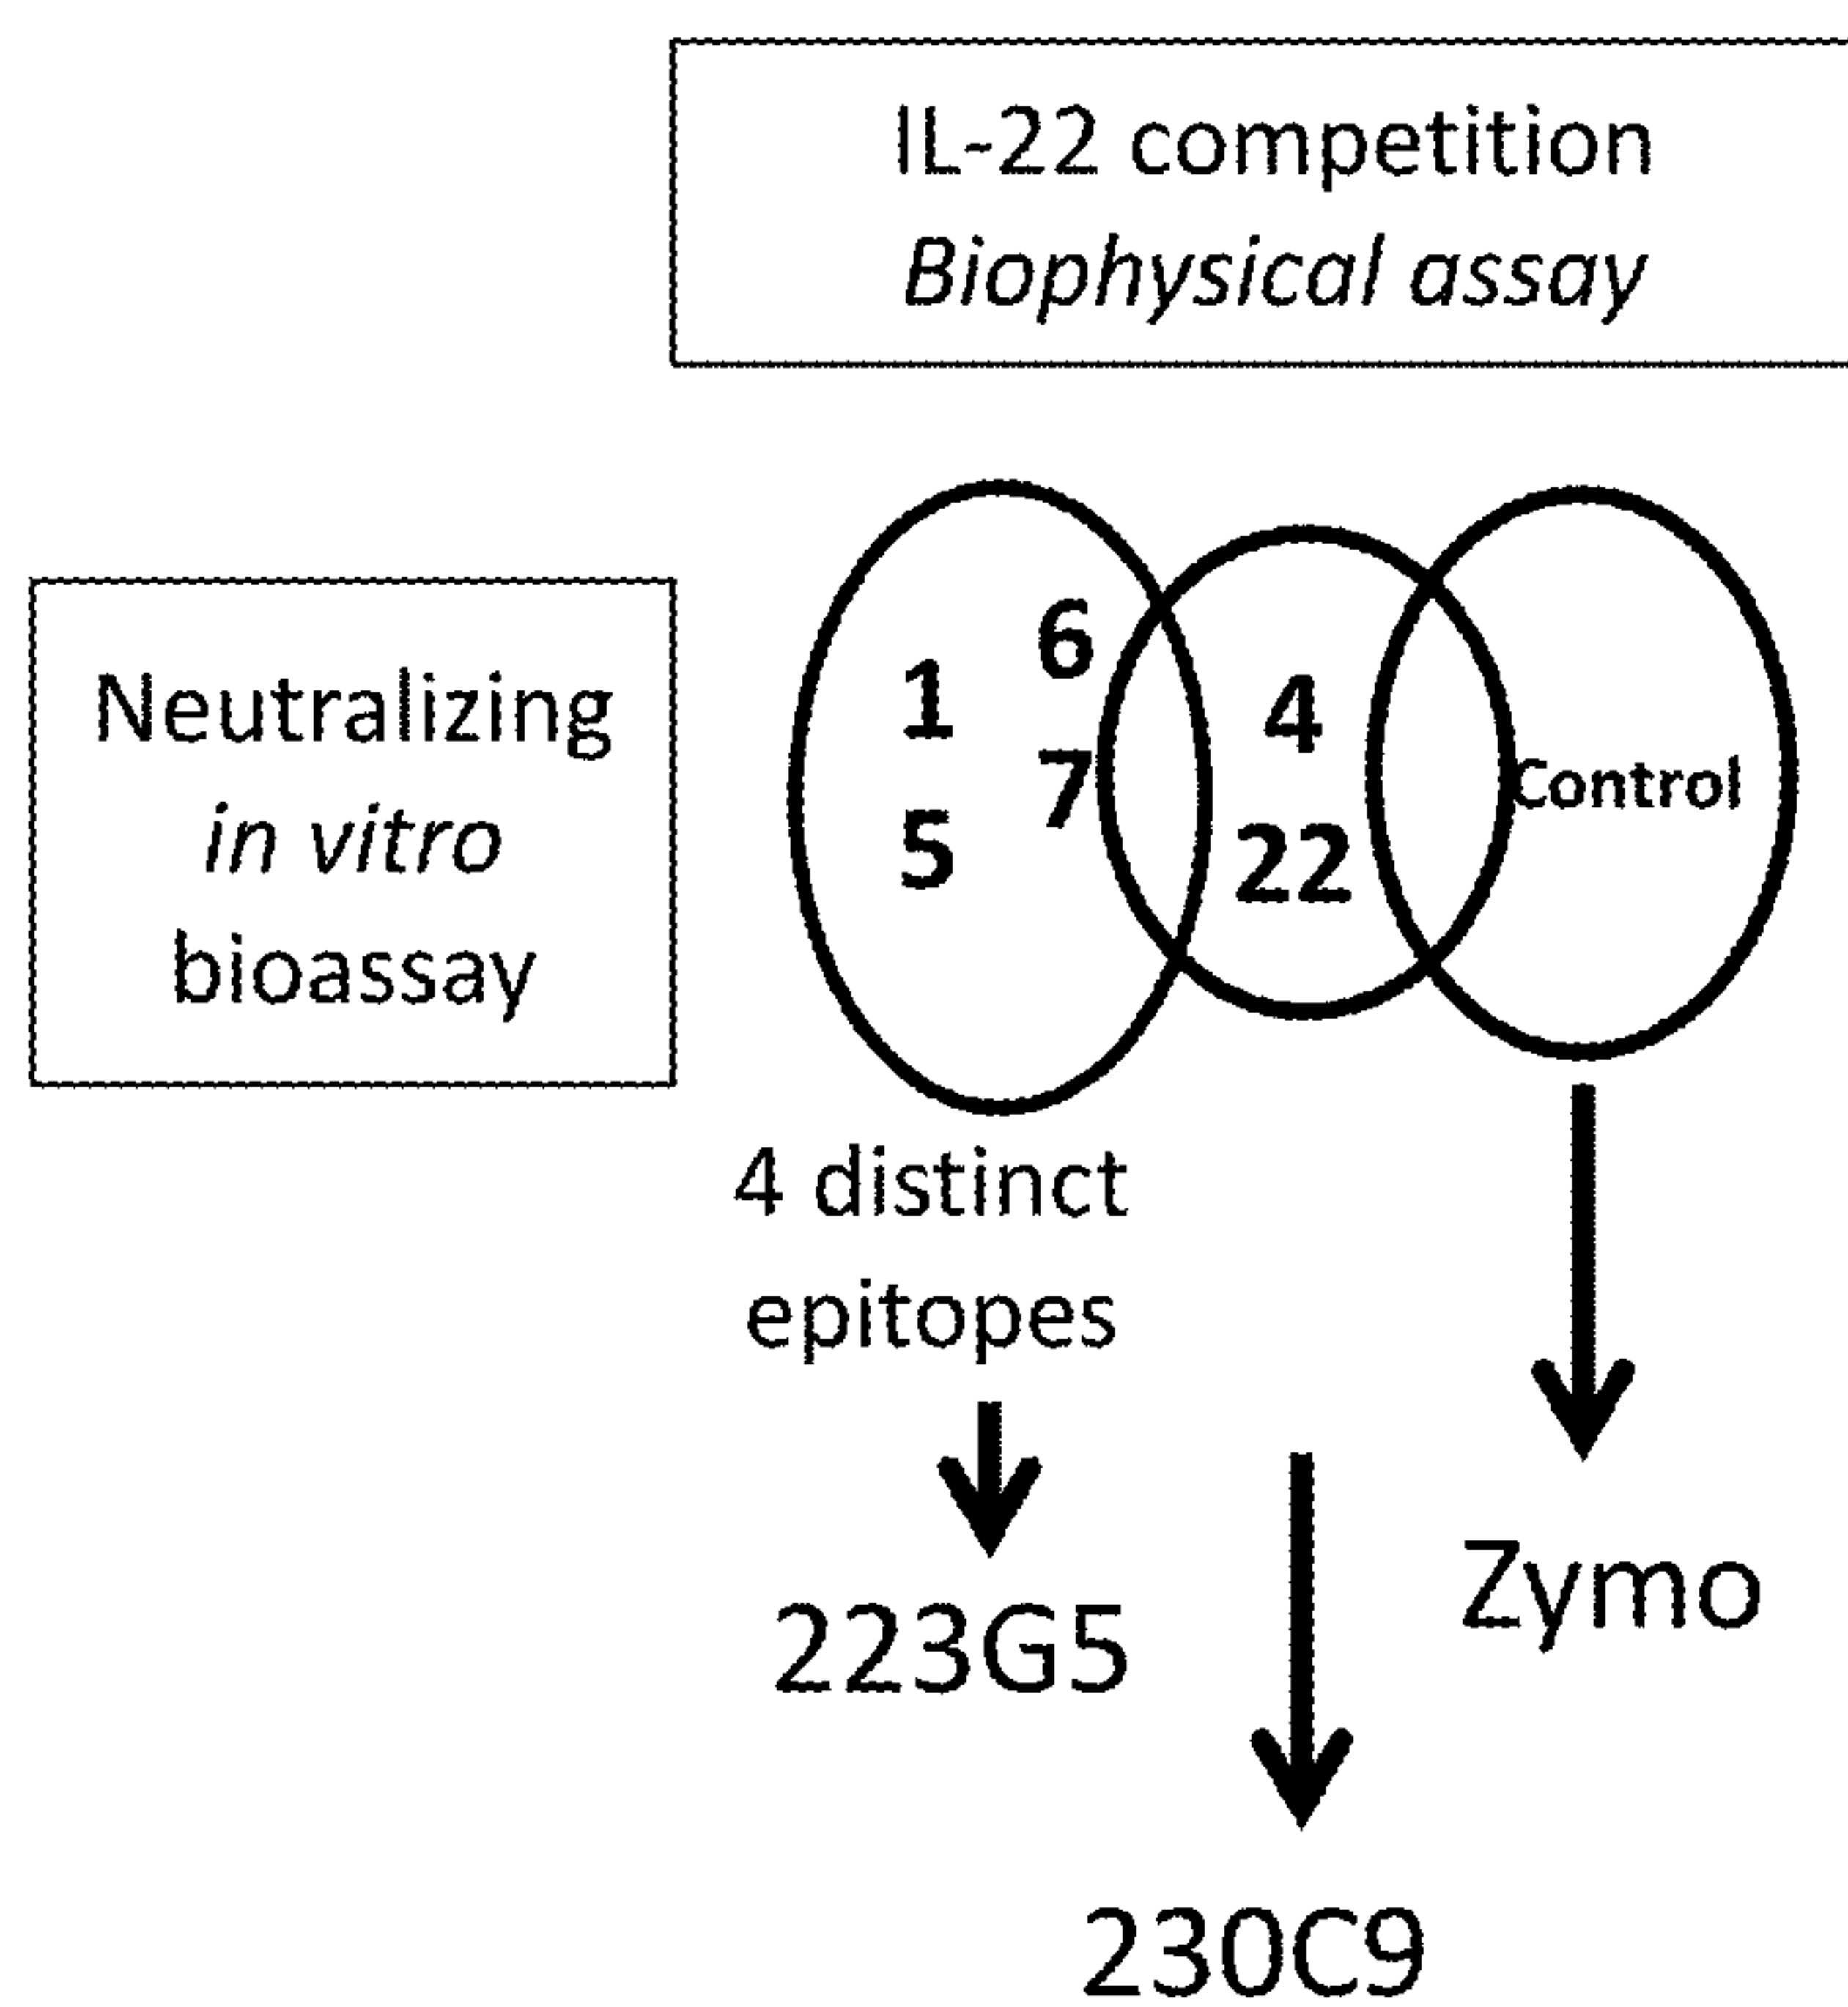 IL-22 competition
Biophysical assay
Neutralizing
in vitro
bioassay
6
1
7
5
4
22
Control
4 distinct
epitopes
223G5
Zymo
230C9